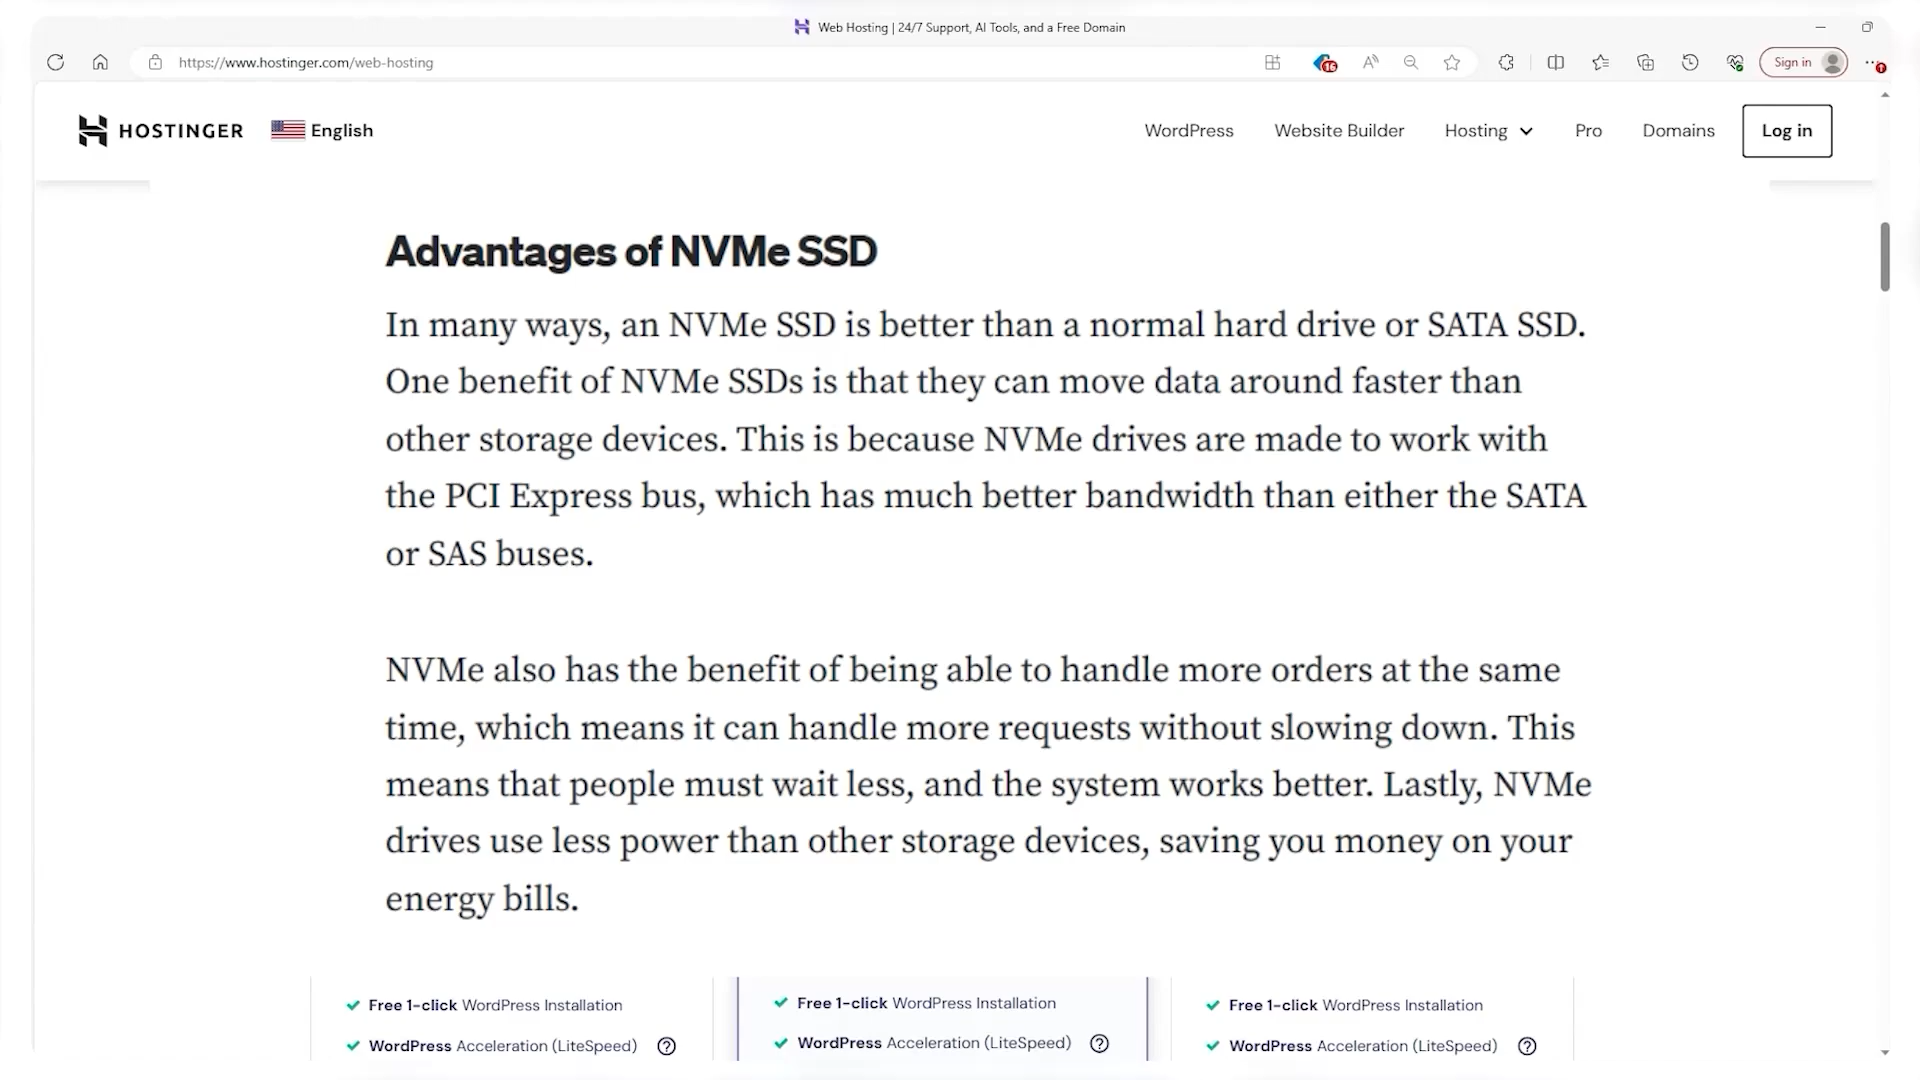 Web Hosting | 24/7 Support, AI Tools, and a Free Domain
https://www.hostinger.com/web-hosting
16
A
Sign in
HOSTINGER
English
WordPress
Website Builder
Hosting
Pro
Domains
Log in
Advantages of NVMe SSD
In many ways, an NVMe SSD is better than a normal hard drive or SATA SSD.
One benefit of NVMe SSDs is that they can move data around faster than
other storage devices. This is because NVMe drives are made to work with
the PCI Express bus, which has much better bandwidth than either the SATA
or SAS buses.
NVMe also has the benefit of being able to handle more orders at the same
time, which means it can handle more requests without slowing down. This
means that people must wait less, and the system works better. Lastly, NVMe
drives use less power than other storage devices, saving you money on your
energy bills.
Free 1-click WordPress Installation
WordPress Acceleration (LiteSpeed) ?
Free 1-click WordPress Installation
WordPress Acceleration (LiteSpeed) ?
Free 1-click WordPress Installation
WordPress Acceleration (LiteSpeed) ?